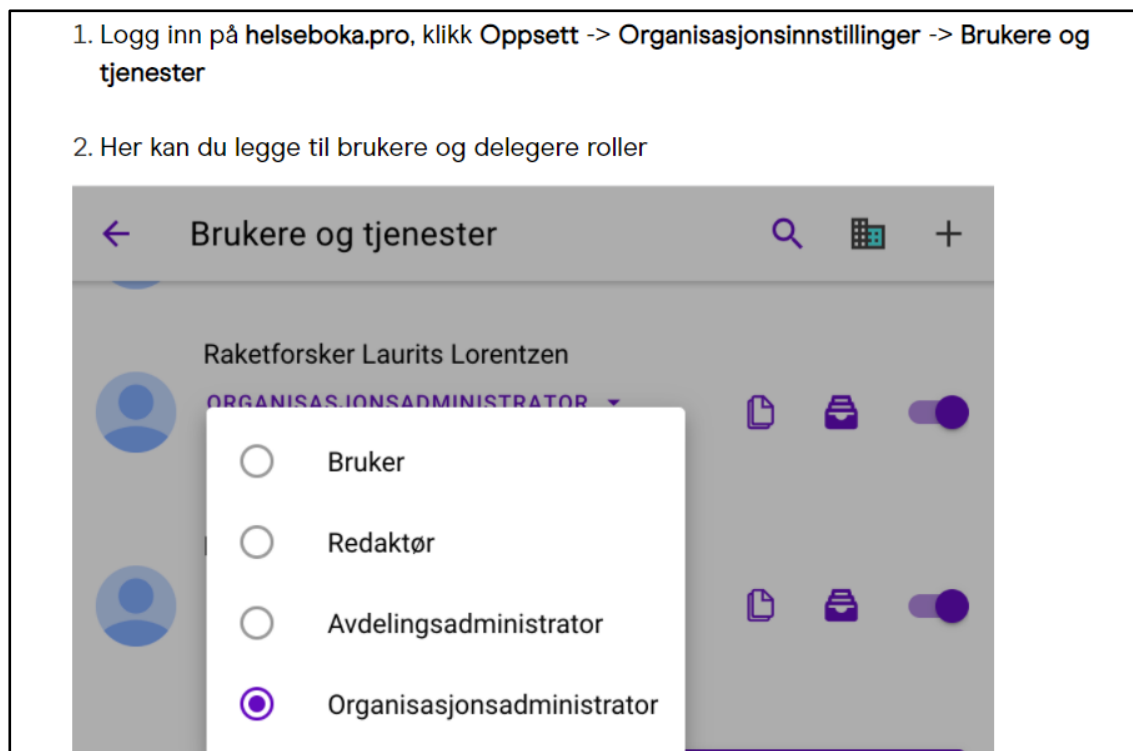 1. Logg inn på helseboka.pro, klikk Oppsett -> Organisasjonsinnstillinger -> Brukere og
tjenester
2. Her kan du legge til brukere og delegere roller
Brukere og tjenester
Raketforsker Laurits Lorentzen
ORGANISASJONSADMINISTRATOR
Bruker
Redaktør
Avdelingsadministrator
Organisasjonsadministrator